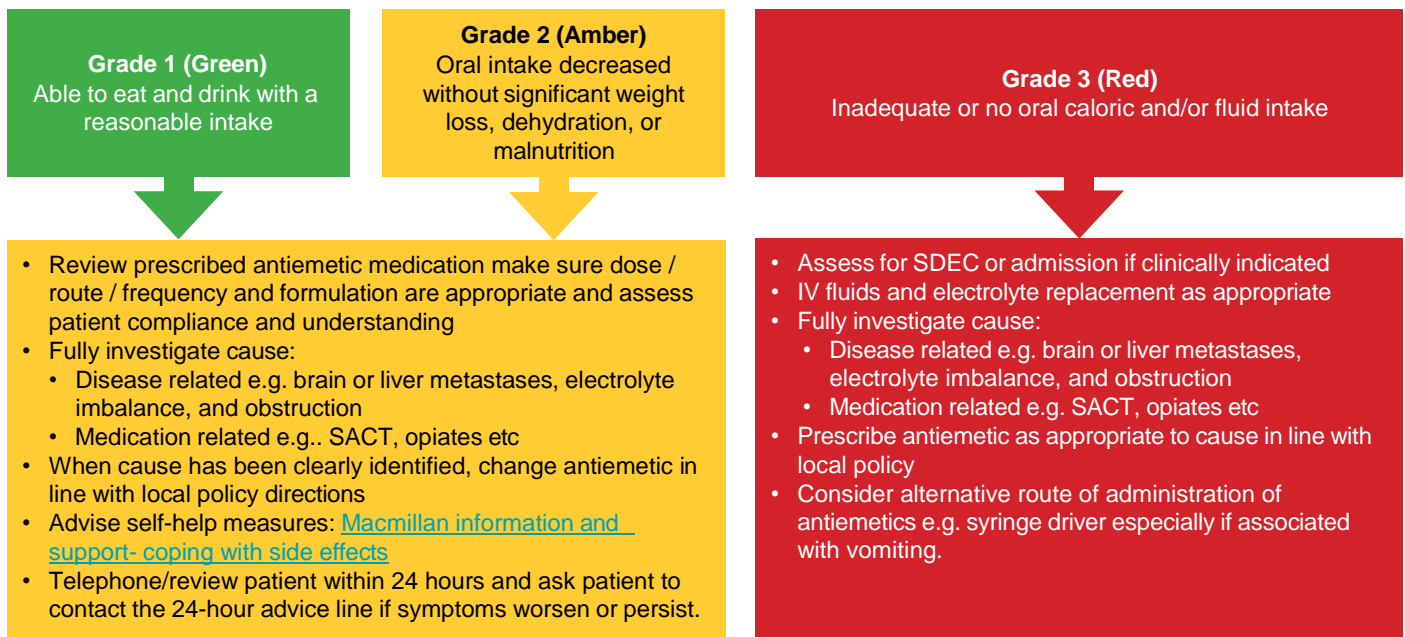 Grade 1 (Green)
Able to eat and drink with a
reasonable intake
Grade 2 (Amber)
Oral intake decreased
without significant weight
loss, dehydration, or
malnutrition
Grade 3 (Red)
Inadequate or no oral caloric and/or fluid intake
• Review prescribed antiemetic medication make sure dose /
route / frequency and formulation are appropriate and assess
patient compliance and understanding
• Fully investigate cause:
• Disease related e.g. brain or liver metastases, electrolyte
imbalance, and obstruction
• Medication related e.g.. SACT, opiates etc
• When cause has been clearly identified, change antiemetic in
line with local policy directions
• Advise self-help measures: Macmillan information and
support- coping with side effects
• Telephone/review patient within 24 hours and ask patient to
contact the 24-hour advice line if symptoms worsen or persist.
• Assess for SDEC or admission if clinically indicated
• IV fluids and electrolyte replacement as appropriate
• Fully investigate cause:
• Disease related e.g. brain or liver metastases,
electrolyte imbalance, and obstruction
• Medication related e.g. SACT, opiates etc
• Prescribe antiemetic as appropriate to cause in line with
local policy
• Consider alternative route of administration of
antiemetics e.g. syringe driver especially if associated
with vomiting.